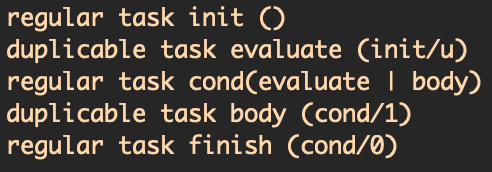 regular task init ()
duplicable task evaluate (init/u)
regular task cond(evaluate | body)
duplicable task body (cond/1)
regular task finish (cond/0)